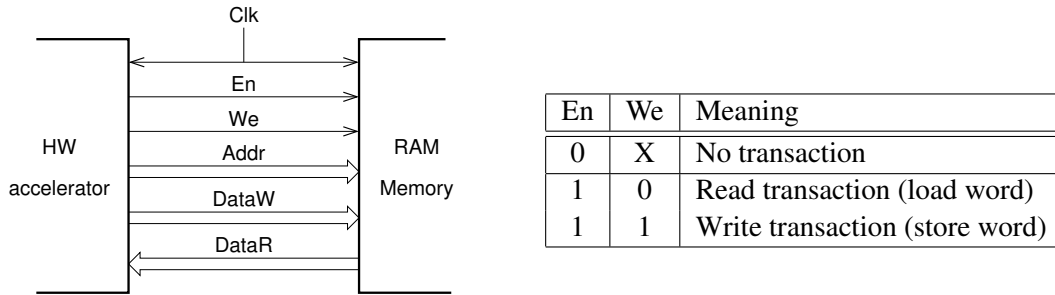 Clk
En
We
HW
accelerator
Addr
RAM
Memory
DataW
DataR
En We Meaning
0 X No transaction
1 0 Read transaction (load word)
1 1 Write transaction (store word)